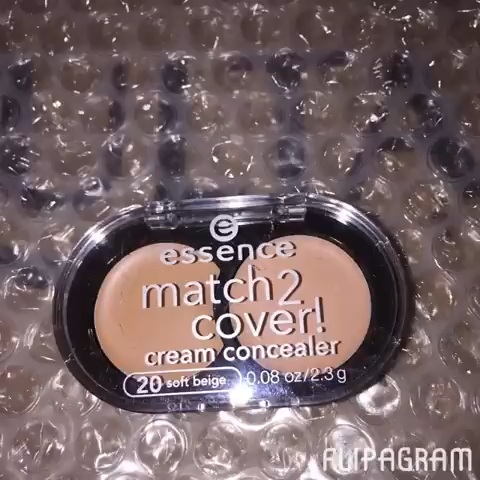 essence
match2
cover!
cream concealer
20 soft beige 0.08 oz/2.3 g
FLIPAGRAM